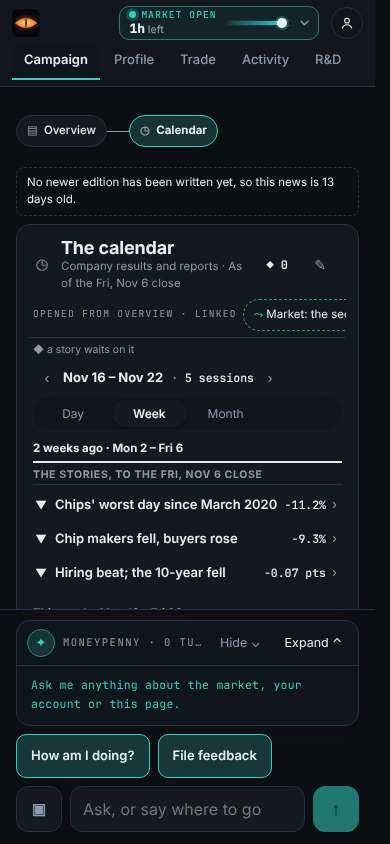 MARKET OPEN
1h left
Campaign Profile Trade Activity R&D
Overview Calendar
No newer edition has been written yet, so this news is 13
days old.
The calendar
Company results and reports · As
of the Fri, Nov 6 close
◆ 0
OPENED FROM OVERVIEW · LINKED
Market: the sec
◆ a story waits on it
‹ Nov 16 – Nov 22 · 5 sessions ›
Day Week Month
2 weeks ago · Mon 2 – Fri 6
THE STORIES, TO THE FRI, NOV 6 CLOSE
▼ Chips' worst day since March 2020 -11.2% ›
▼ Chip makers fell, buyers rose -9.3% ›
▼ Hiring beat; the 10-year fell -0.07 pts ›
MONEYPENNY · 0 TU… Hide Expand
Ask me anything about the market, your
account or this page.
How am I doing? File feedback
Ask, or say where to go